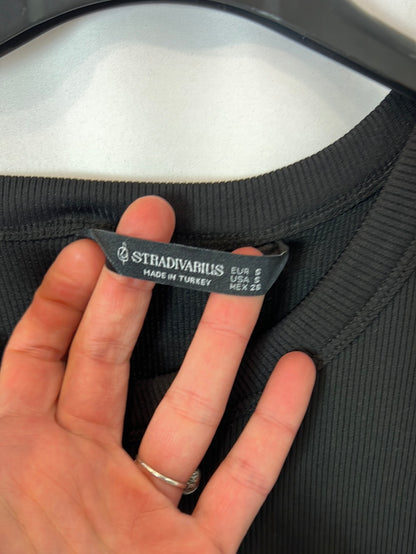 STRADIVARIUS
MADE IN TURKEY
EUR S
USA S
MEX 26